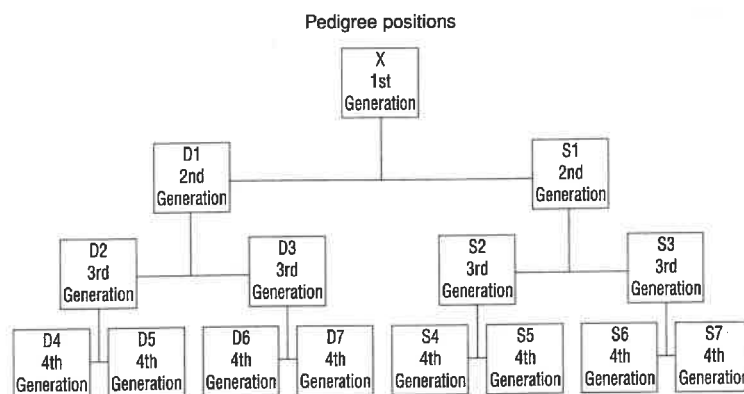 Pedigree positions
X
1st
Generation
D1
2nd
Generation
S1
2nd
Generation
D2
3rd
Generation
D3
3rd
Generation
S2
3rd
Generation
S3
3rd
Generation
D4
4th
Generation
D5
4th
Generation
D6
4th
Generation
D7
4th
Generation
S4
4th
Generation
S5
4th
Generation
S6
4th
Generation
S7
4th
Generation